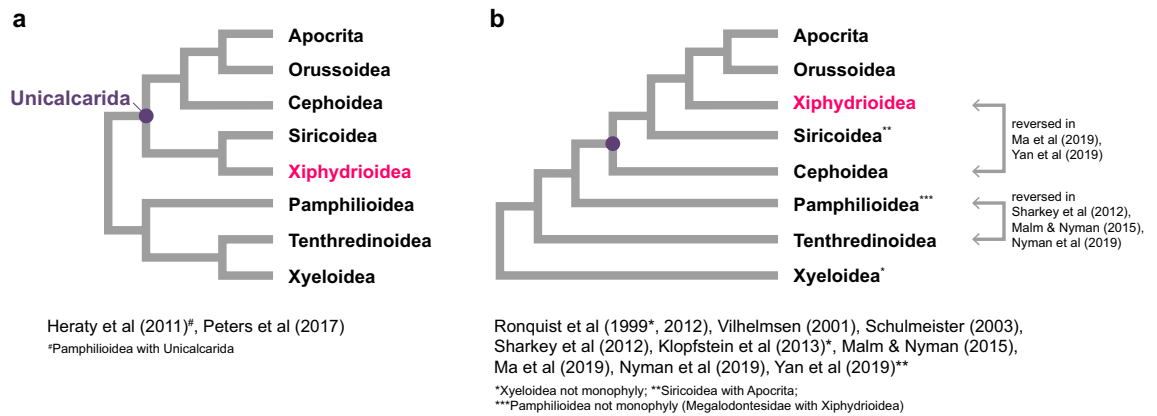 a
Apocrita
Orussoidea
Unicalcarida
Cephoidea
Siricoidea
Xiphydrioidea
Pamphilioidea
Tenthredinoidea
Xyeloidea
Heraty et al (2011)#, Peters et al (2017)
#Pamphilioidea with Unicalcarida
b
Apocrita
Orussoidea
Xiphydrioidea
Siricoidea**
Cephoidea
Pamphilioidea***
Tenthredinoidea
Xyeloidea*
reversed in
Ma et al (2019),
Yan et al (2019)
reversed in
Sharkey et al (2012),
Malm & Nyman (2015),
Nyman et al (2019)
Ronquist et al (1999*, 2012), Vilhelmsen (2001), Schulmeister (2003),
Sharkey et al (2012), Klopfstein et al (2013)*, Malm & Nyman (2015),
Ma et al (2019), Nyman et al (2019), Yan et al (2019)**
*Xyeloidea not monophyly; **Siricoidea with Apocrita;
***Pamphilioidea not monophyly (Megalodontesidae with Xiphydrioidea)